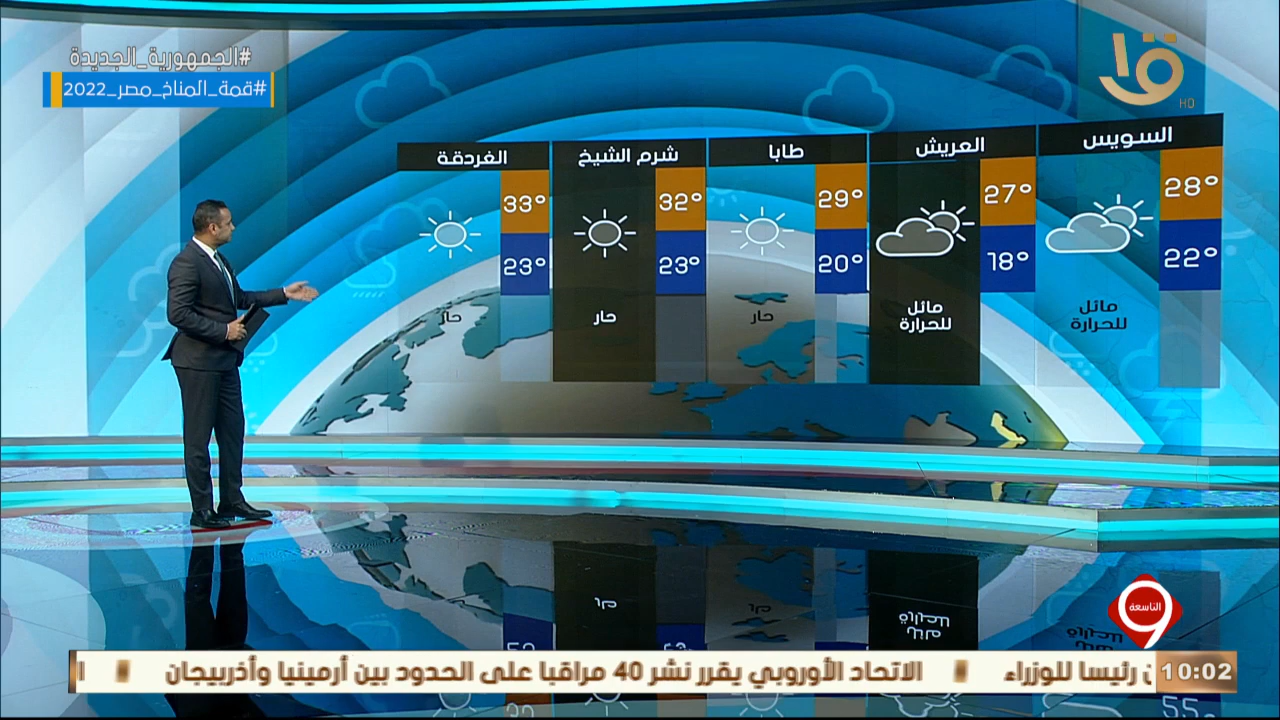 #الجمهورية_الجديدة
#قمة_المناخ_مصر_2022
HD
السويس
28°
22°
مائل
للحرارة
العريش
27°
18°
مائل
للحرارة
طابا
29°
20°
حار
شرم الشيخ
32°
23°
حار
الغردقة
33°
23°
حار
التاسعة
9
رئيسا للوزراء
الاتحاد الأوروبي يقرر نشر 40 مراقبا على الحدود بين أرمينيا وأذربيجان
10:02